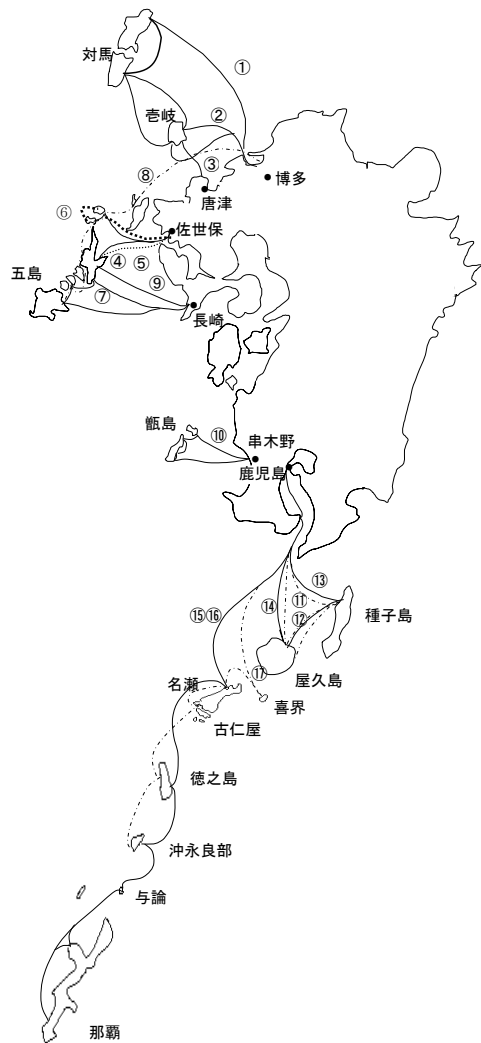 対馬
①
壱岐
②
③
⑧
博多
唐津
⑥
佐世保
④
⑤
五島
⑨
⑦
長崎
甑島
⑩
串木野
鹿児島
⑬
⑪
⑭
⑮⑯
⑫
種子島
⑰
屋久島
名瀬
喜界
古仁屋
徳之島
沖永良部
与論
那覇